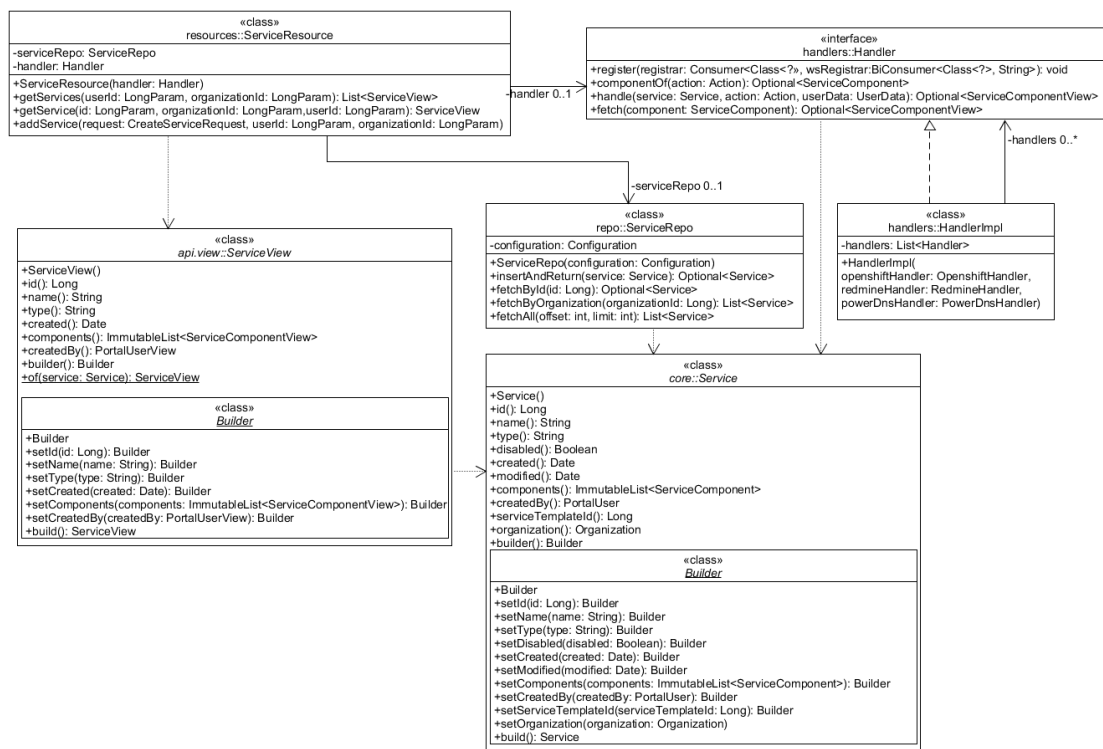 «class»
resources::ServiceResource
-serviceRepo: ServiceRepo
-handler: Handler
+ServiceResource(handler: Handler)
+getServices(userId: LongParam, organizationId: LongParam): List<ServiceView>
+getService(id: LongParam, organizationId: LongParam,userId: LongParam): ServiceView
+addService(request: CreateServiceRequest, userId: LongParam, organizationId: LongParam)
-handler 0..1
«interface»
handlers::Handler
+register(registrar: Consumer<Class<?», wsRegistrar:BiConsumer<Class<?>, String>): void
+componentOf(action: Action): Optional<ServiceComponent>
+handle(service: Service, action: Action, userData: UserData): Optional<ServiceComponentView>
+fetch(component: ServiceComponent): Optional<ServiceComponentView>
-handlers 0..*
-serviceRepo 0..1
«class»
repo::ServiceRepo
-configuration: Configuration
+ServiceRepo(configuration: Configuration)
+insertAndReturn(service: Service): Optional<Service>
+fetchById(id: Long): Optional<Service>
+fetchByOrganization(organizationId: Long): List<Service>
+fetchAll(offset: int, limit: int): List<Service>
«class»
handlers::HandlerImpl
-handlers: List<Handler>
+HandlerImpl(
openshiftHandler: OpenshiftHandler,
redmineHandler: RedmineHandler,
powerDnsHandler: PowerDnsHandler)
«class»
api.view::ServiceView
+ServiceView()
+id(): Long
+name(): String
+type(): String
+created(): Date
+components(): ImmutableList<ServiceComponentView>
+createdBy(): PortalUserView
+builder(): Builder
+of(service: Service): ServiceView
«class»
Builder
+Builder
+setId(id: Long): Builder
+setName(name: String): Builder
+setType(type: String): Builder
+setCreated(created: Date): Builder
+setComponents(components: ImmutableList<ServiceComponentView>): Builder
+setCreatedBy(createdBy: PortalUserView): Builder
+build(): ServiceView
«class»
core::Service
+Service()
+id(): Long
+name(): String
+type(): String
+disabled(): Boolean
+created(): Date
+modified(): Date
+components(): ImmutableList<ServiceComponent>
+createdBy(): PortalUser
+serviceTemplateId(): Long
+organization(): Organization
+builder(): Builder
«class»
Builder
+Builder
+setId(id: Long): Builder
+setName(name: String): Builder
+setType(type: String): Builder
+setDisabled(disabled: Boolean): Builder
+setCreated(created: Date): Builder
+setModified(modified: Date): Builder
+setComponents(components: ImmutableList<ServiceComponent>): Builder
+setCreatedBy(createdBy: PortalUser): Builder
+setServiceTemplateId(serviceTemplateId: Long): Builder
+setOrganization(organization: Organization)
+build(): Service